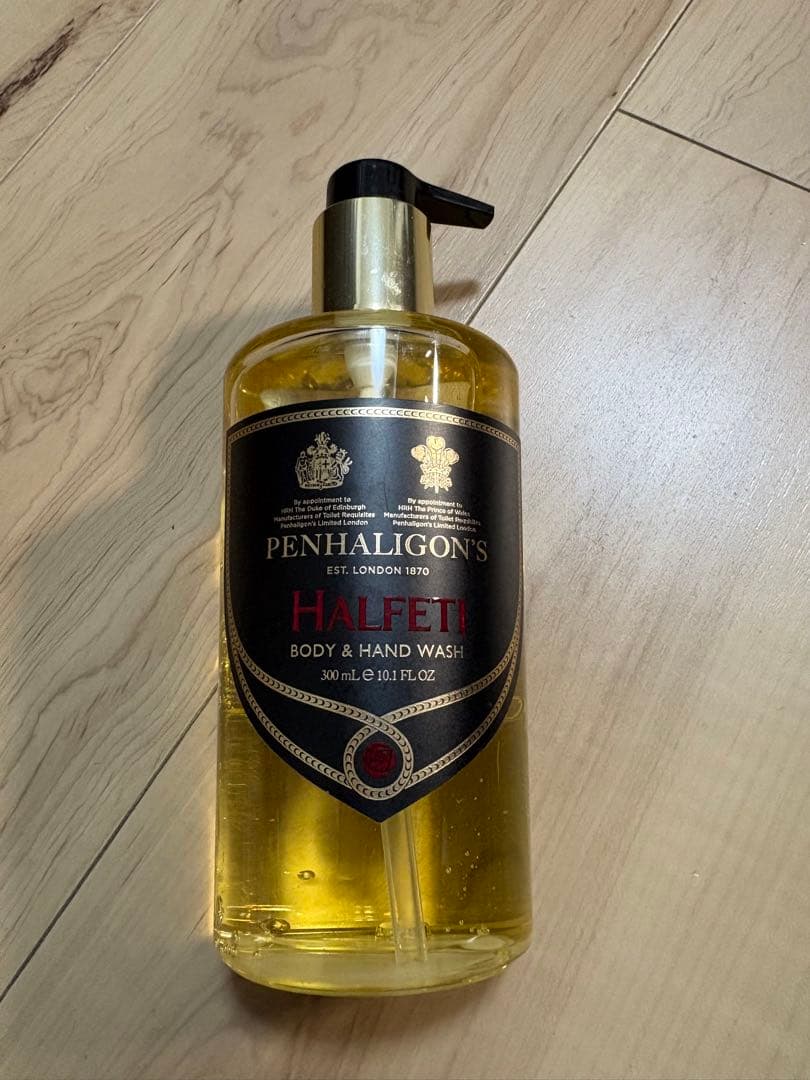 By appointment to
HRH The Duke of Edinburgh
Manufacturers of Toilet Requisites
Penhaligon's Limited London
By appointment to
HRH The Prince of Wales
Manufacturers of Toilet Requisites
Penhaligon's Limited London
PENHALIGON'S
EST. LONDON 1870
HALFETI
BODY & HAND WASH
300 mL ℮ 10.1 FL OZ